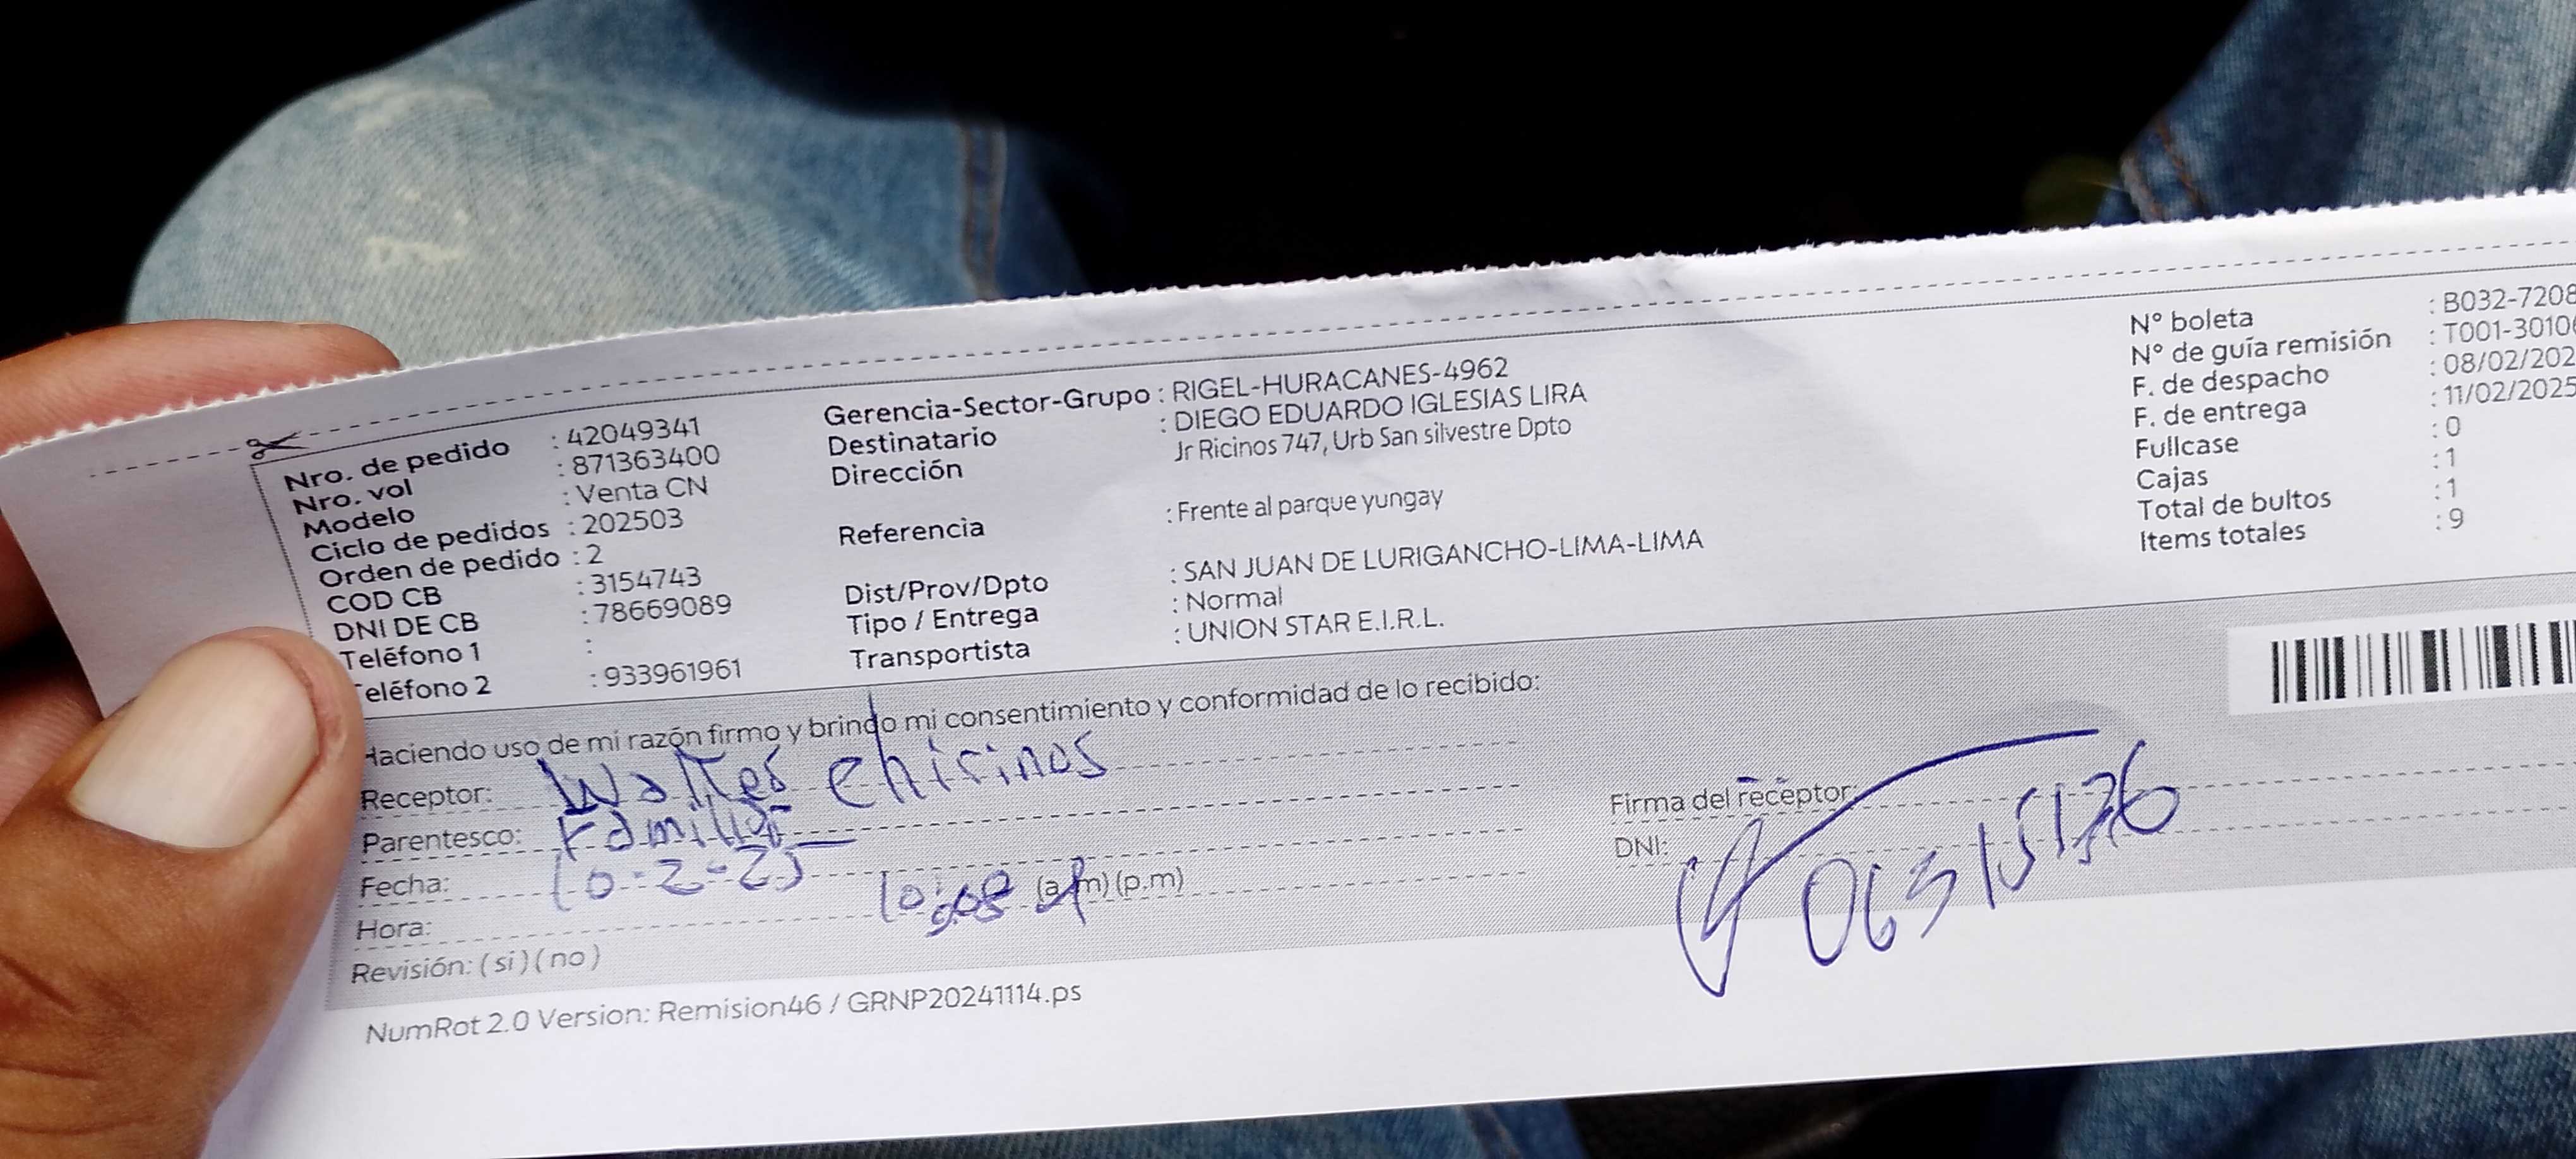 Nro. de pedido : 42049341
Nro. vol : 871363400
Modelo : Venta CN
Ciclo de pedidos : 202503
Orden de pedido : 2
COD CB : 3154743
DNI DE CB : 78669089
Teléfono 1 :
eléfono 2 : 933961961
Gerencia-Sector-Grupo : RIGEL-HURACANES-4962
Destinatario : DIEGO EDUARDO IGLESIAS LIRA
Dirección Jr Ricinos 747, Urb San silvestre Dpto
Referencia : Frente al parque yungay
Dist/Prov/Dpto : SAN JUAN DE LURIGANCHO-LIMA-LIMA
Tipo / Entrega : Normal
Transportista : UNION STAR E.I.R.L.
N° boleta : B032-7208
N° de guía remisión : T001-3010
F. de despacho : 08/02/202
F. de entrega : 11/02/2025
Fullcase : 0
Cajas : 1
Total de bultos : 1
Items totales : 9
Haciendo uso de mi razón firmo y brindo mi consentimiento y conformidad de lo recibido:
Receptor: Walter chirinos
Parentesco: Familiar
Fecha: 10-2-25
Hora: (a.m) (p.m)
Revisión: ( si ) ( no )
Firma del receptor:
DNI:
NumRot 2.0 Version: Remision46 / GRNP20241114.ps